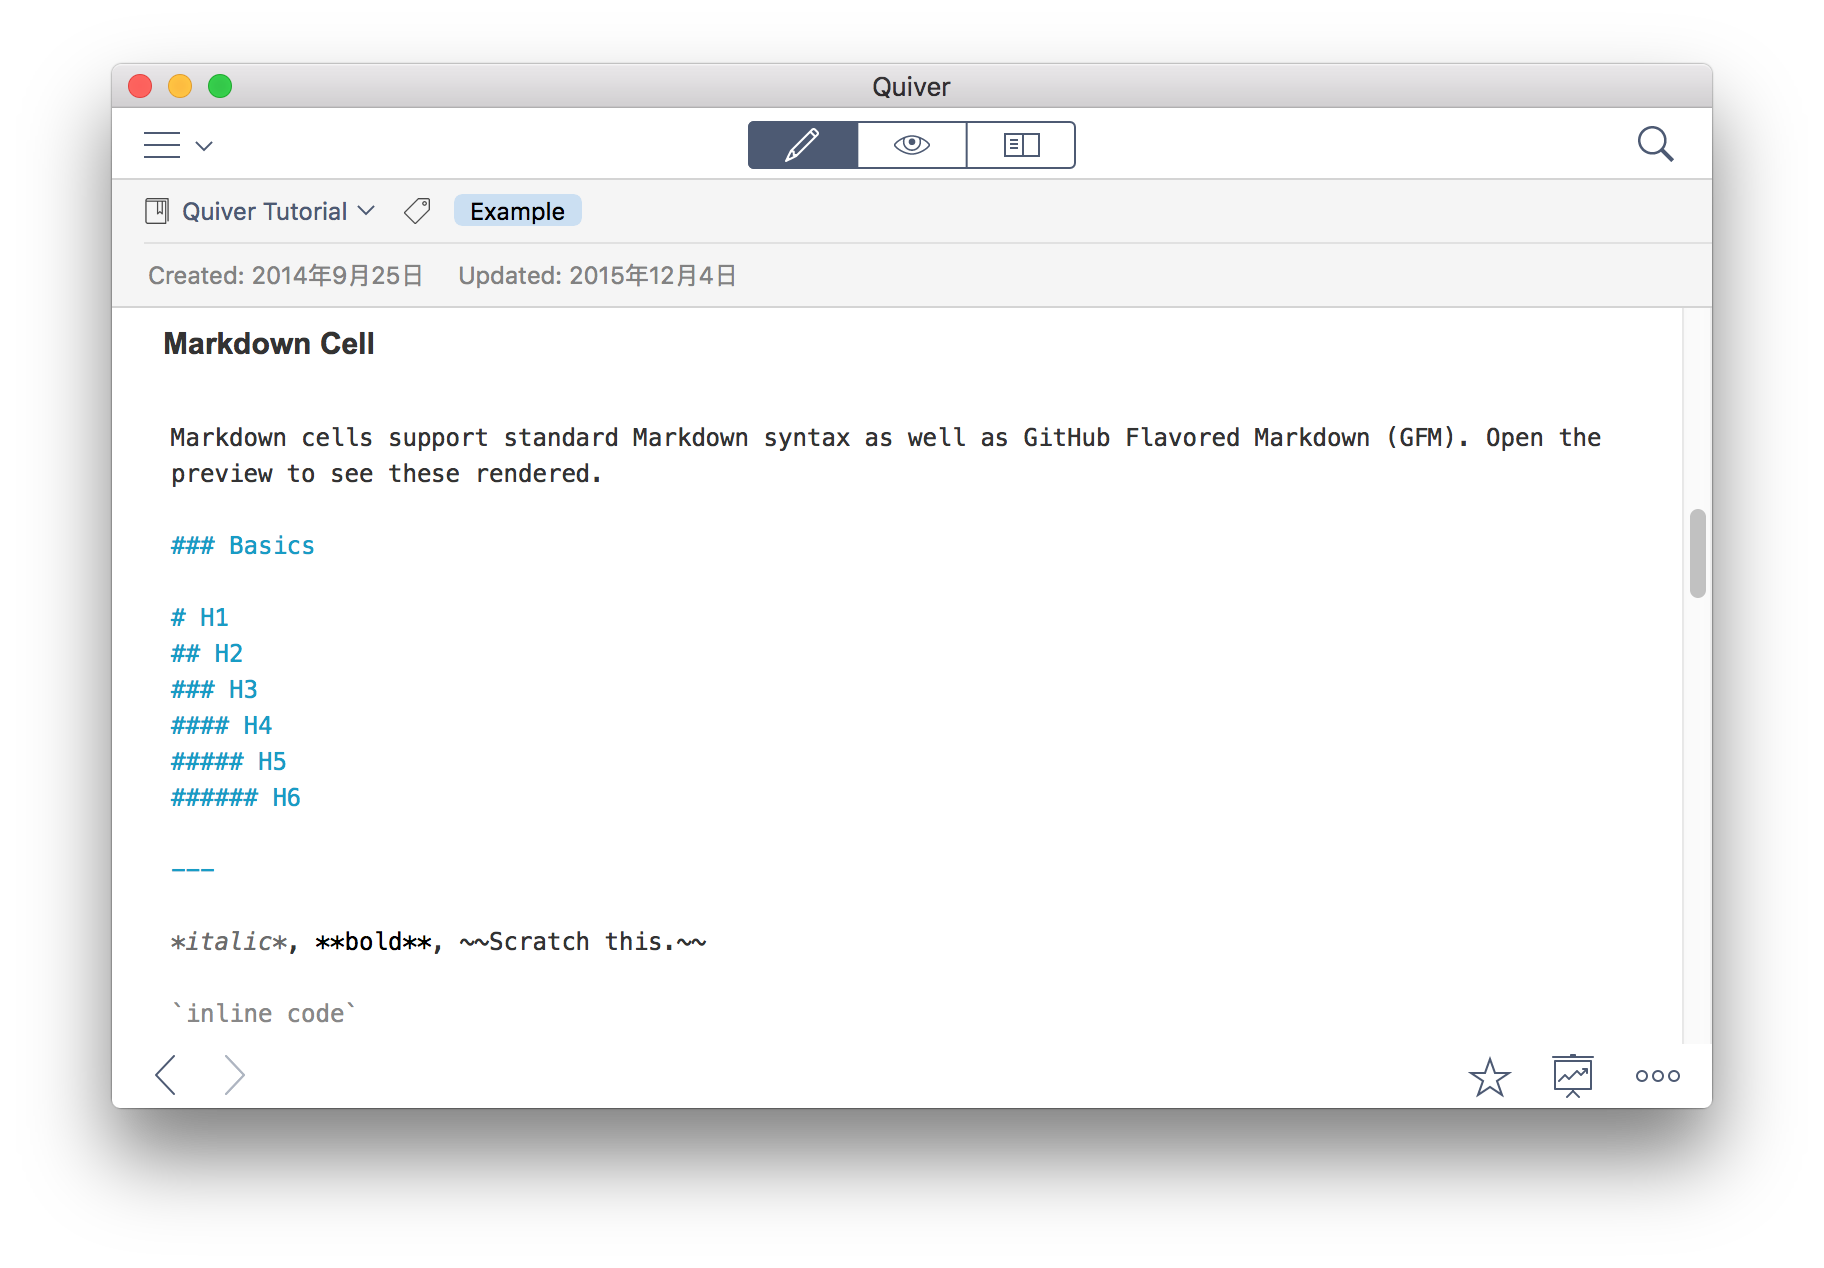 Quiver
Quiver Tutorial Example
Created: 2014年9月25日 Updated: 2015年12月4日
Markdown Cell
Markdown cells support standard Markdown syntax as well as GitHub Flavored Markdown (GFM). Open the
preview to see these rendered.
### Basics
# H1
## H2
### H3
#### H4
##### H5
###### H6
---
*italic*, **bold**, ~~Scratch this.~~
`inline code`